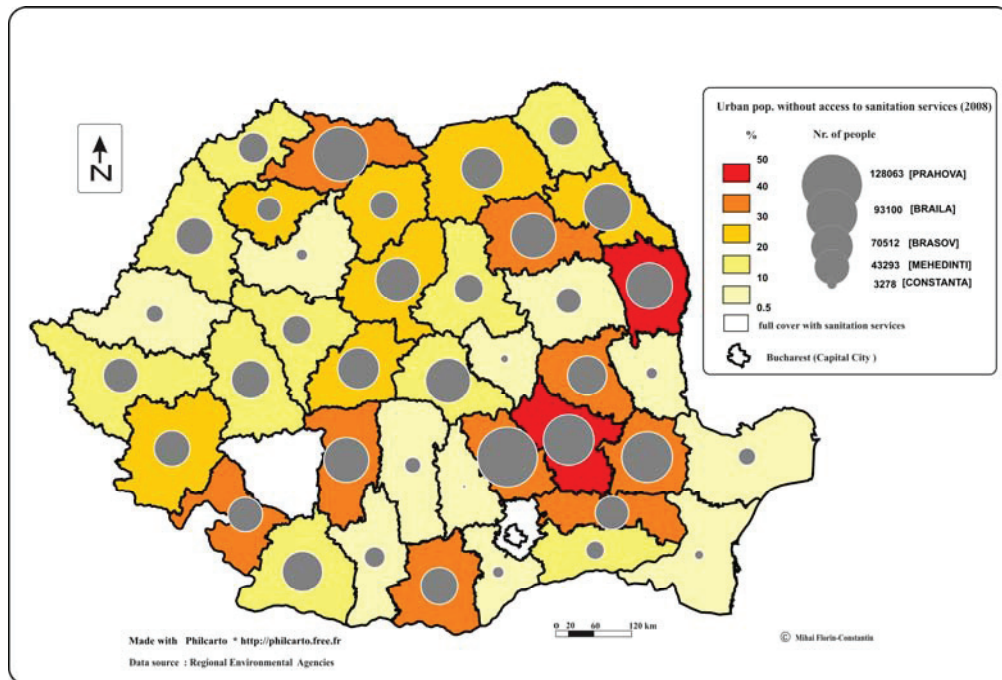 N
Urban pop. without access to sanitation services (2008)
% Nr. of people
50
40
30
20
10
0.5
128063 [PRAHOVA]
93100 [BRAILA]
70512 [BRASOV]
43293 [MEHEDINTI]
3278 [CONSTANTA]
full cover with sanitation services
Bucharest (Capital City )
0 20 60 120 km
Made with Philcarto * http://philcarto.free.fr
© Mihai Florin-Constantin
Data source : Regional Environmental Agencies